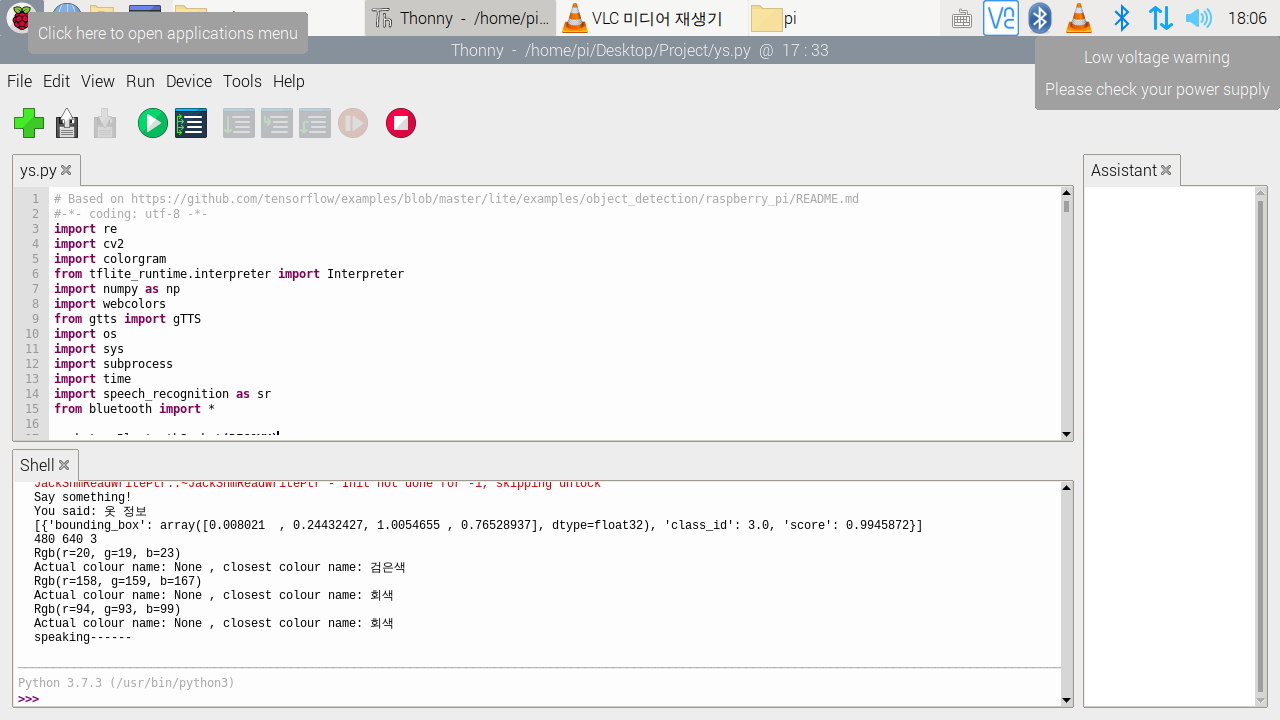 Thonny - /home/pi...
VLC 미디어 재생기
pi
18:06
Click here to open applications menu
Thonny - /home/pi/Desktop/Project/ys.py @ 17 : 33
Low voltage warning
Please check your power supply
File Edit View Run Device Tools Help
ys.py
Assistant
1 # Based on https://github.com/tensorflow/examples/blob/master/lite/examples/object_detection/raspberry_pi/README.md
2 #-*- coding: utf-8 -*-
3 import re
4 import cv2
5 import colorgram
6 from tflite_runtime.interpreter import Interpreter
7 import numpy as np
8 import webcolors
9 from gtts import gTTS
10 import os
11 import sys
12 import subprocess
13 import time
14 import speech_recognition as sr
15 from bluetooth import *
16
Shell
JackShmReadWritePtr::~JackShmReadWritePtr - Init not done for -1, skipping unlock
Say something!
You said: 옷 정보
[{'bounding_box': array([0.008021  , 0.24432427, 1.0054655 , 0.76528937], dtype=float32), 'class_id': 3.0, 'score': 0.9945872}]
480 640 3
Rgb(r=20, g=19, b=23)
Actual colour name: None , closest colour name: 검은색
Rgb(r=158, g=159, b=167)
Actual colour name: None , closest colour name: 회색
Rgb(r=94, g=93, b=99)
Actual colour name: None , closest colour name: 회색
speaking------
Python 3.7.3 (/usr/bin/python3)
>>>